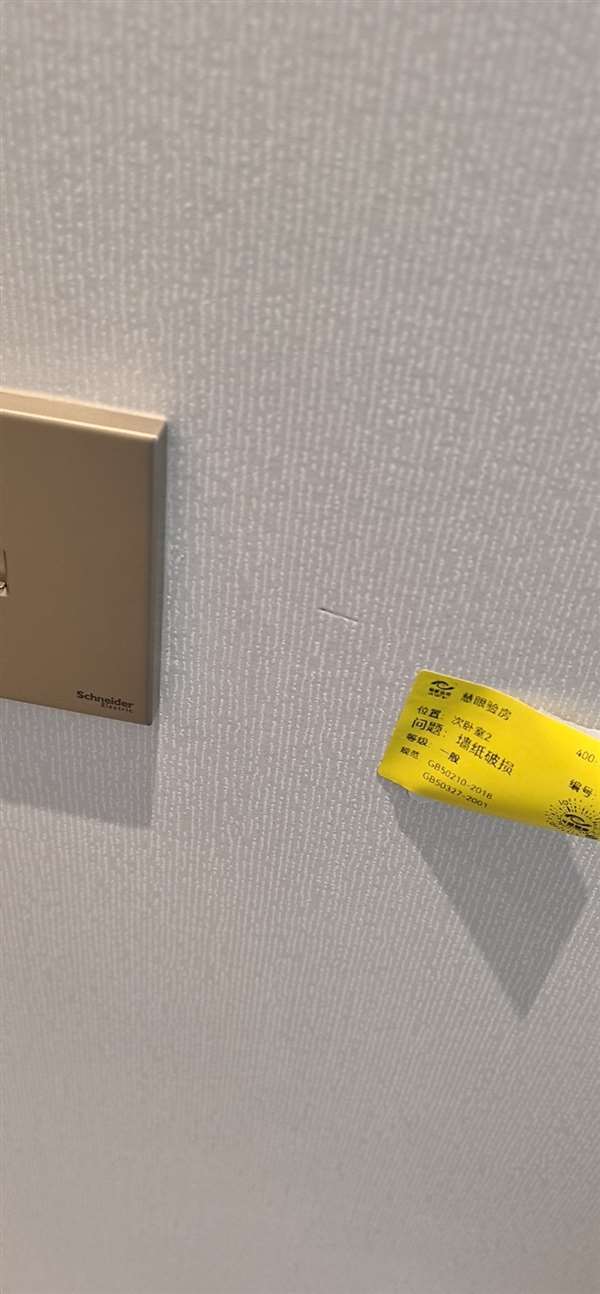 Schneider
Electric
慧眼验房
位置：次卧室2
问题：墙纸破损
400-
等级：一般
编号：
规范 GB50210-2018
GB50327-2001